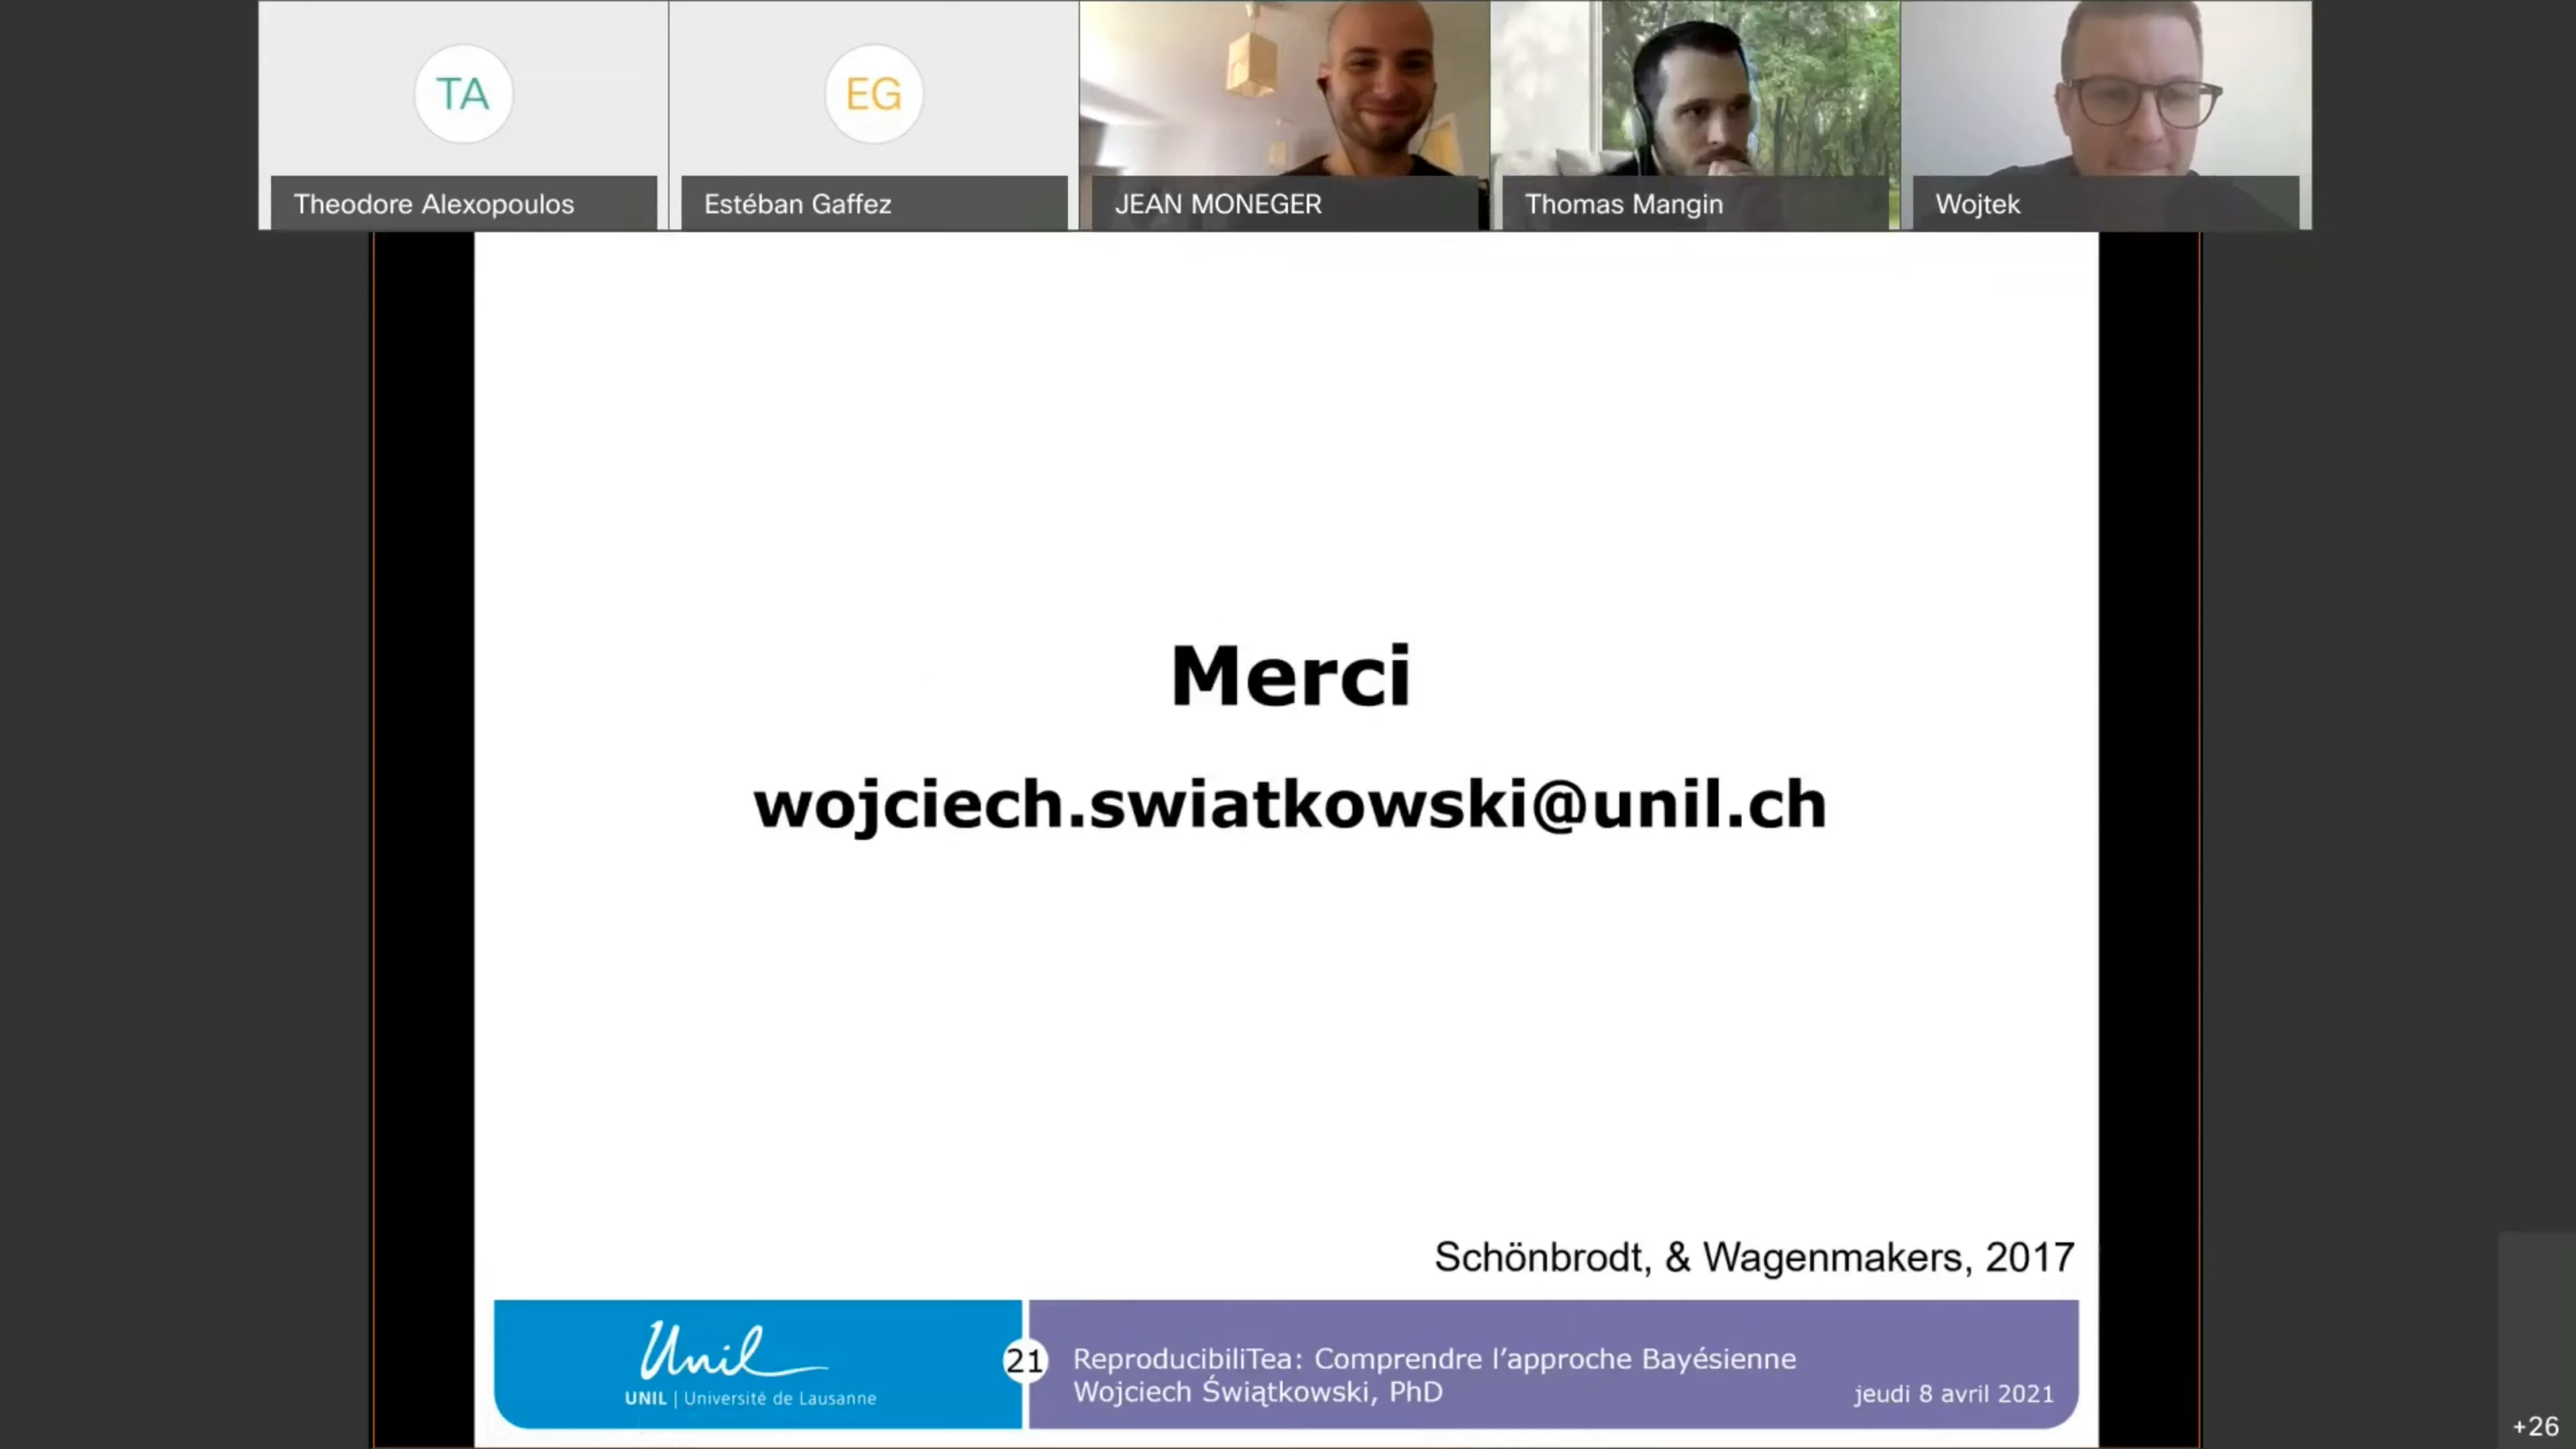 TA
EG
Theodore Alexopoulos
Estéban Gaffez
JEAN MONEGER
Thomas Mangin
Wojtek
Merci
wojciech.swiatkowski@unil.ch
Schönbrodt, & Wagenmakers, 2017
Unil
UNIL | Université de Lausanne
21
ReproducibiliTea: Comprendre l’approche Bayésienne
Wojciech Świątkowski, PhD
jeudi 8 avril 2021
+26